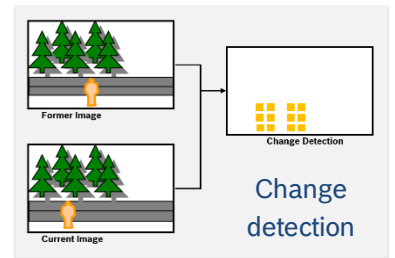 Former Image
Change Detection
Current Image
Change
detection